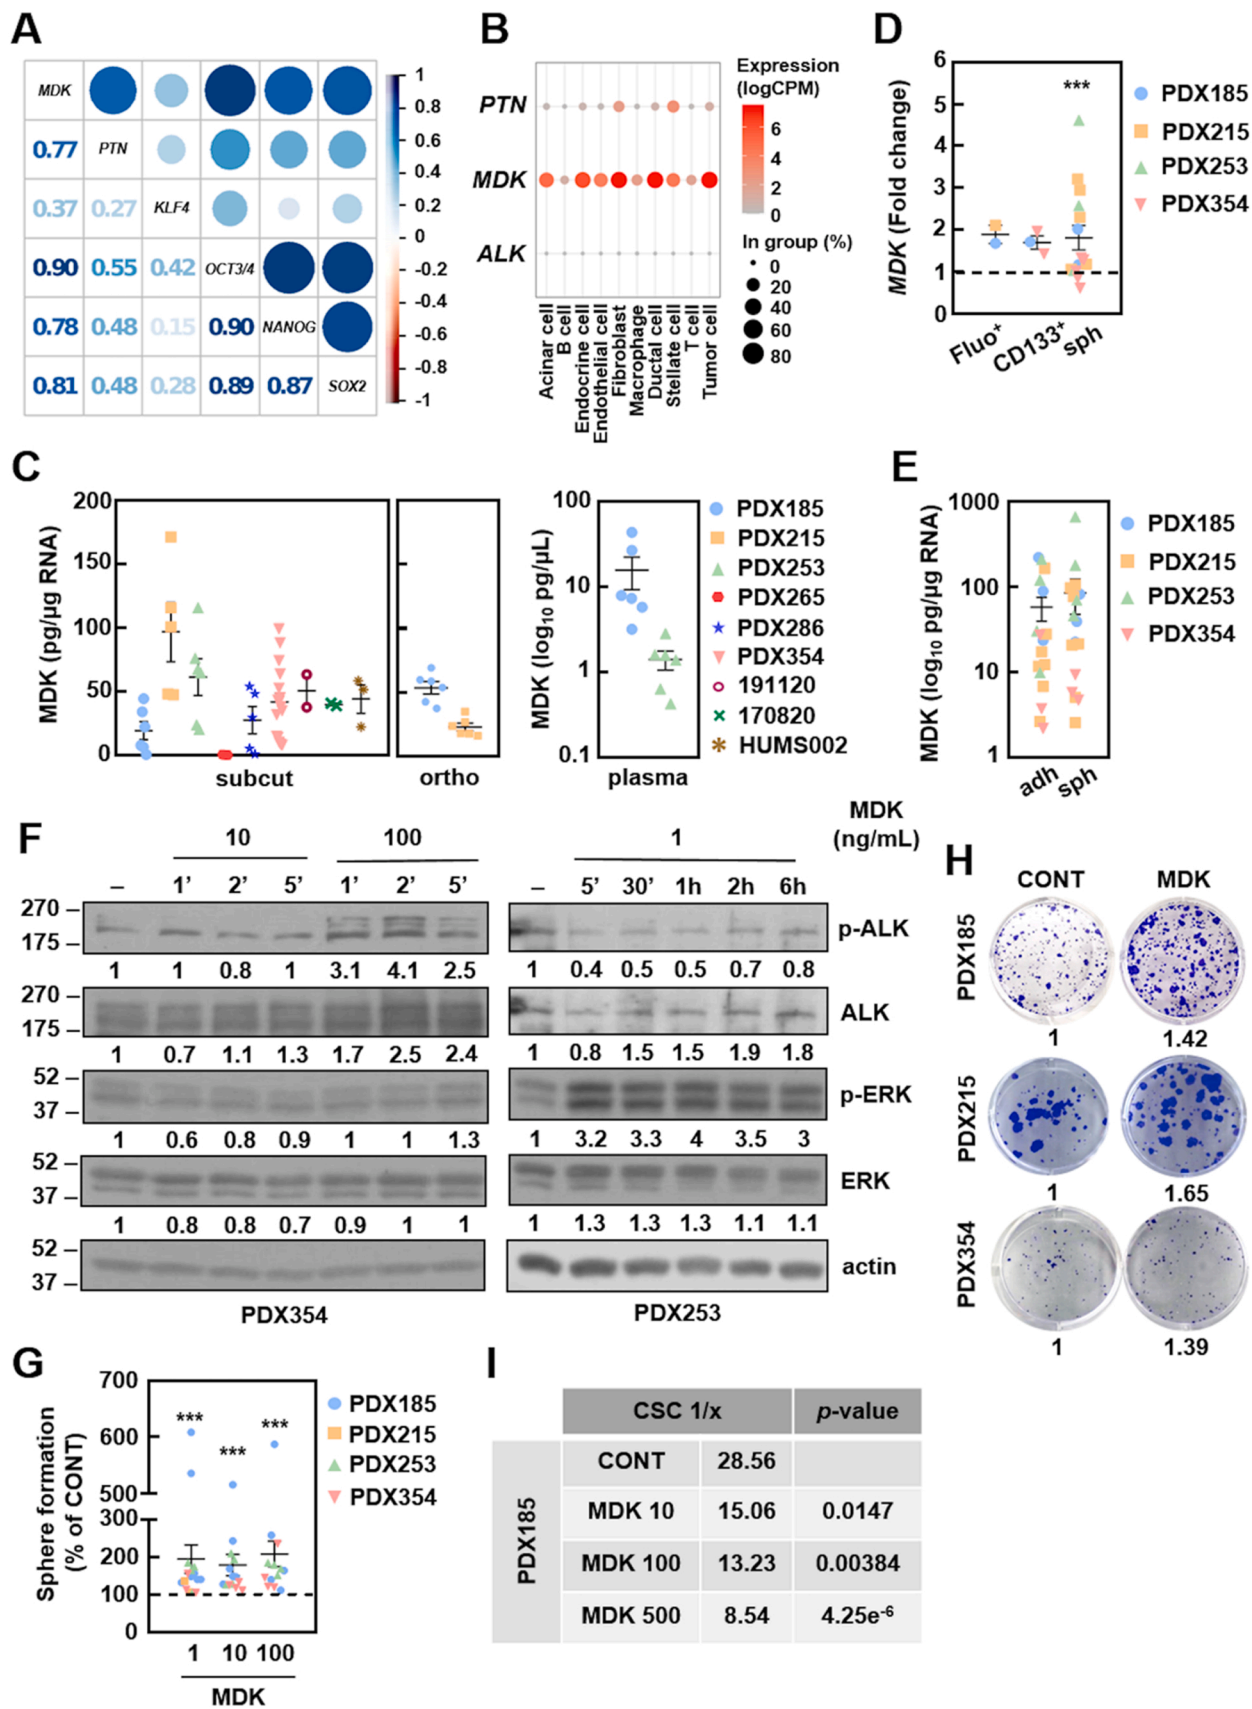 A
MDK
0.77 PTN
0.37 0.27 KLF4
0.90 0.55 0.42 OCT3/4
0.78 0.48 0.15 0.90 NANOG
0.81 0.48 0.28 0.89 0.87 SOX2
1
0.8
0.6
0.4
0.2
0
-0.2
-0.4
-0.6
-0.8
-1
B
PTN
MDK
ALK
Acinar cell
B cell
Endocrine cell
Endothelial cell
Fibroblast
Macrophage
Ductal cell
Stellate cell
T cell
Tumor cell
Expression
(logCPM)
6
4
2
0
In group (%)
0
20
40
60
80
D
MDK (Fold change)
6
5
4
3
2
1
0
***
Fluo+
CD133+
sph
PDX185
PDX215
PDX253
PDX354
C
MDK (pg/µg RNA)
200
150
100
50
0
subcut
ortho
MDK (log10 pg/µL)
100
10
1
0.1
plasma
PDX185
PDX215
PDX253
PDX265
PDX286
PDX354
191120
170820
HUMS002
E
MDK (log10 pg/µg RNA)
1000
100
10
1
adh
sph
PDX185
PDX215
PDX253
PDX354
F
MDK
(ng/mL)
10 100 1
– 1’ 2’ 5’ 1’ 2’ 5’ – 5’ 30’ 1h 2h 6h
270
175
p-ALK
1 1 0.8 1 3.1 4.1 2.5 1 0.4 0.5 0.5 0.7 0.8
270
175
ALK
1 0.7 1.1 1.3 1.7 2.5 2.4 1 0.8 1.5 1.5 1.9 1.8
52
37
p-ERK
1 0.6 0.8 0.9 1 1 1.3 1 3.2 3.3 4 3.5 3
52
37
ERK
1 0.8 0.8 0.7 0.9 1 1 1 1.3 1.3 1.3 1.1 1.1
52
37
actin
PDX354 PDX253
H
CONT MDK
PDX185
1 1.42
PDX215
1 1.65
PDX354
1 1.39
G
Sphere formation
(% of CONT)
700
600
500
300
200
100
0
*** *** ***
1 10 100
MDK
PDX185
PDX215
PDX253
PDX354
I
CSC 1/x p-value
PDX185
CONT 28.56
MDK 10 15.06 0.0147
MDK 100 13.23 0.00384
MDK 500 8.54 4.25e-6